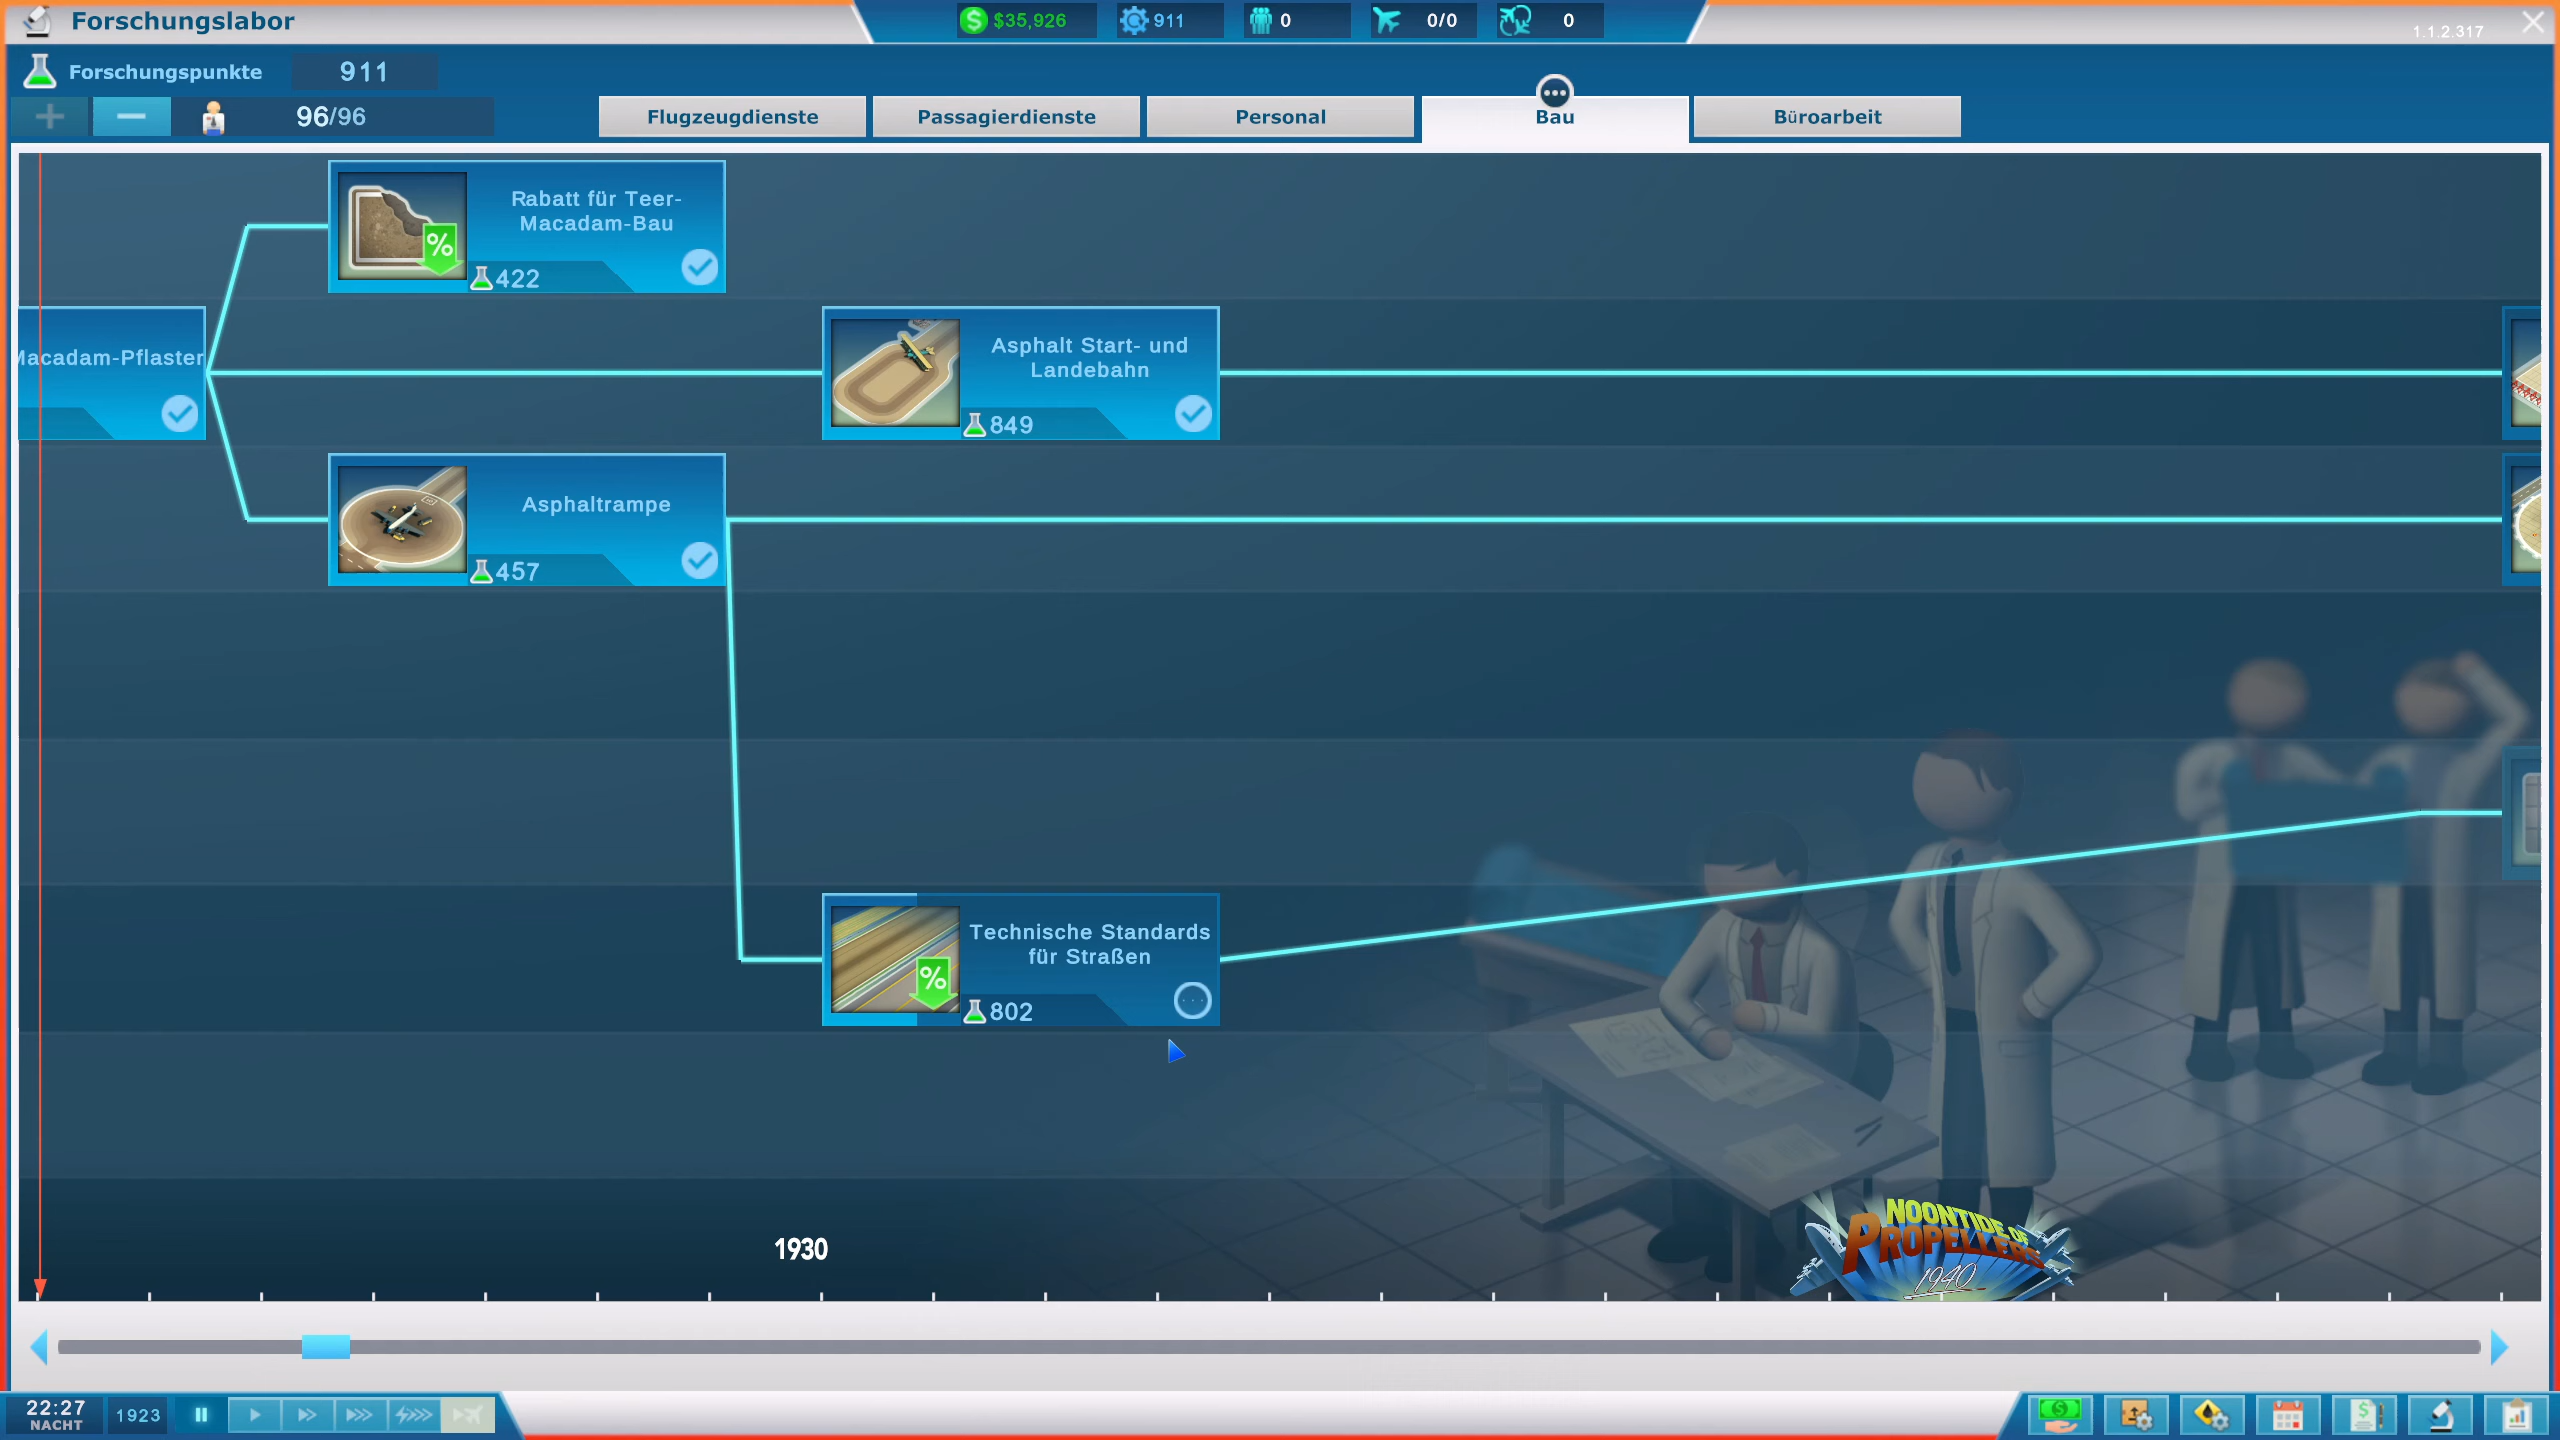 Forschungslabor
$35,926
911
0
0/0
0
1.1.2.317
Forschungspunkte
911
96/96
Flugzeugdienste
Passagierdienste
Personal
Bau
Büroarbeit
Rabatt für Teer-
Macadam-Bau
422
Macadam-Pflaster
Asphalt Start- und
Landebahn
849
Asphaltrampe
457
Technische Standards
für Straßen
802
1930
NOONTIDE OF
PROPELLERS
1940
22:27
NACHT
1923